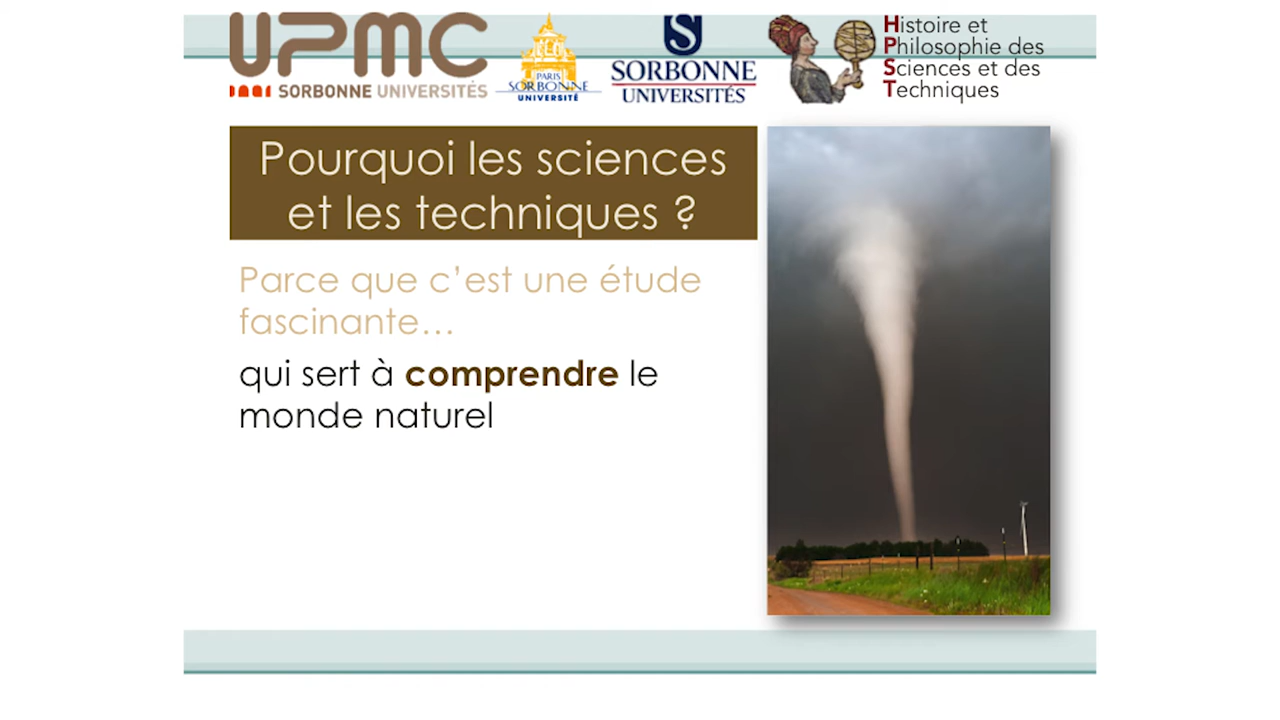 UPMC
SORBONNE UNIVERSITÉS
PARIS
SORBONNE
UNIVERSITÉ
S
SORBONNE
UNIVERSITÉS
Histoire et
Philosophie des
Sciences et des
Techniques
Pourquoi les sciences
et les techniques ?
Parce que c’est une étude
fascinante…
qui sert à comprendre le
monde naturel